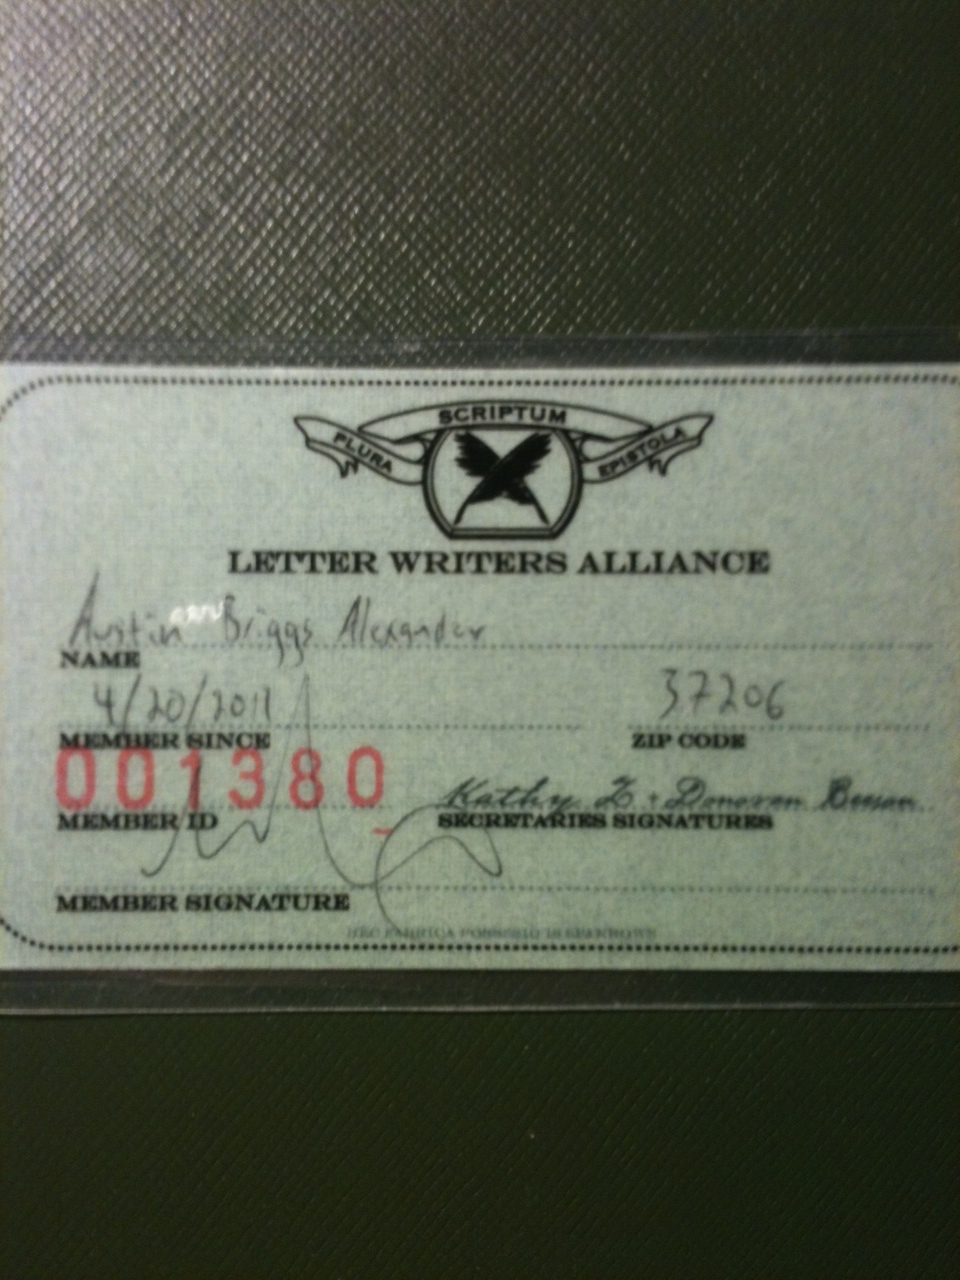 SCRIPTUM
PLURA EPISTOLA
LETTER WRITERS ALLIANCE
Austin Briggs Alexander
NAME
4/20/2011 37206
MEMBER SINCE ZIP CODE
001380 Kathy Z + Donovan
MEMBER ID SECRETARIES SIGNATURES
MEMBER SIGNATURE